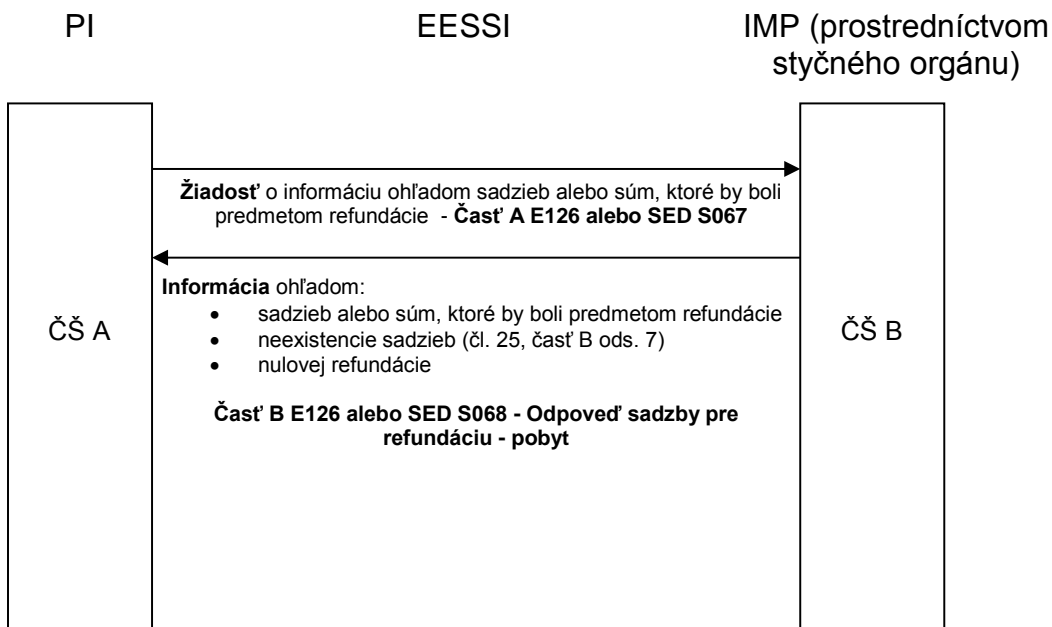 PI
EESSI
IMP (prostredníctvom
styčného orgánu)
Žiadosť o informáciu ohľadom sadzieb alebo súm, ktoré by boli
predmetom refundácie - Časť A E126 alebo SED S067
Informácia ohľadom:
• sadzieb alebo súm, ktoré by boli predmetom refundácie
• neexistencie sadzieb (čl. 25, časť B ods. 7)
• nulovej refundácie
ČŠ A
ČŠ B
Časť B E126 alebo SED S068 - Odpoveď sadzby pre
refundáciu - pobyt